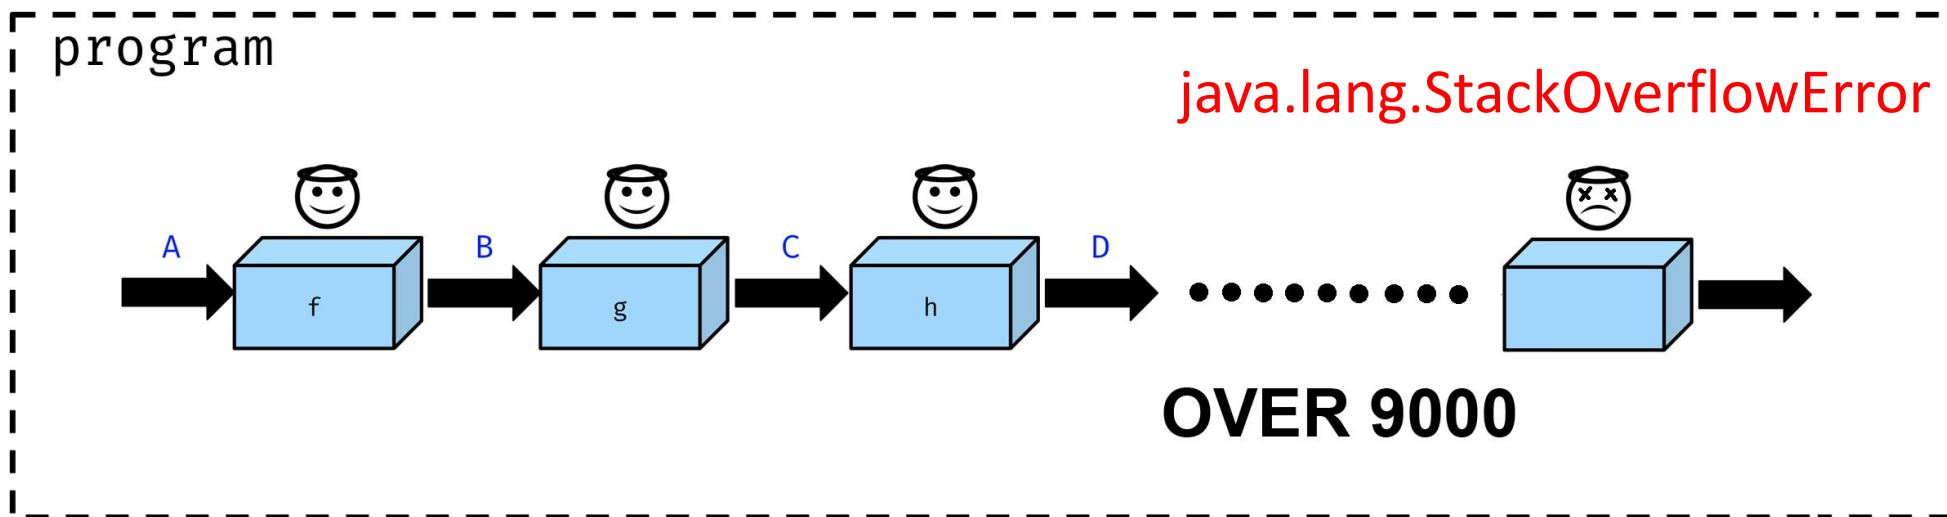 program
java.lang.StackOverflowError
A B C D
f g h
OVER 9000